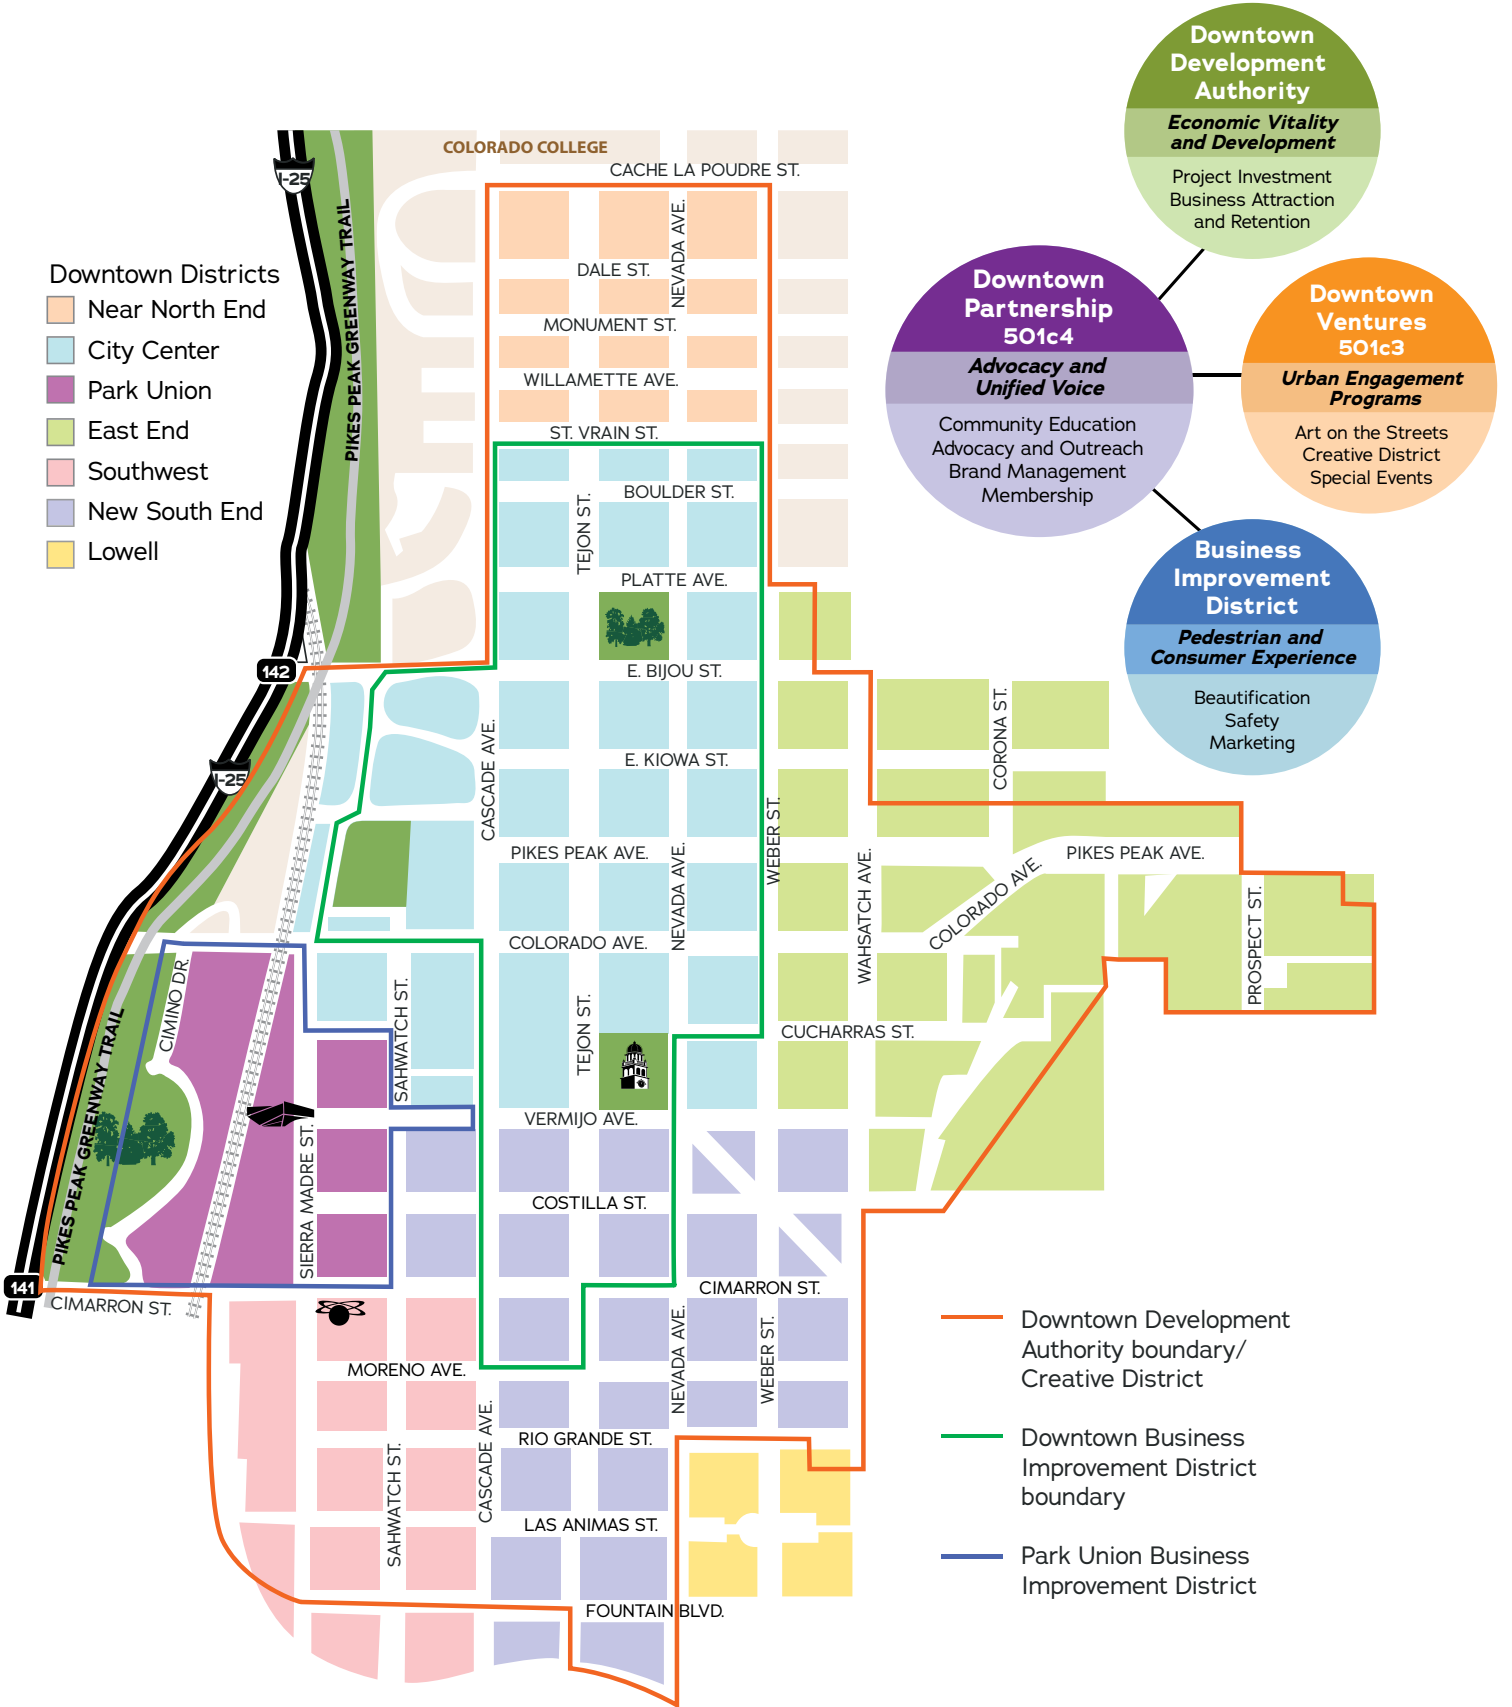 Downtown
Development
Authority
Economic Vitality
and Development
Project Investment
Business Attraction
and Retention
Downtown
Partnership
501c4
Advocacy and
Unified Voice
Community Education
Advocacy and Outreach
Brand Management
Membership
Downtown
Ventures
501c3
Urban Engagement
Programs
Art on the Streets
Creative District
Special Events
Business
Improvement
District
Pedestrian and
Consumer Experience
Beautification
Safety
Marketing
Downtown Districts
Near North End
City Center
Park Union
East End
Southwest
New South End
Lowell
COLORADO COLLEGE
CACHE LA POUDRE ST.
I-25
PIKES PEAK GREENWAY TRAIL
NEVADA AVE.
DALE ST.
MONUMENT ST.
WILLAMETTE AVE.
ST. VRAIN ST.
BOULDER ST.
TEJON ST.
PLATTE AVE.
E. BIJOU ST.
142
CORONA ST.
CASCADE AVE.
E. KIOWA ST.
I-25
WEBER ST.
PIKES PEAK AVE.
NEVADA AVE.
WAHSATCH AVE.
COLORADO AVE.
PIKES PEAK AVE.
PROSPECT ST.
COLORADO AVE.
CIMINO DR.
SAHWATCH ST.
TEJON ST.
CUCHARRAS ST.
PIKES PEAK GREENWAY TRAIL
VERMIJO AVE.
SIERRA MADRE ST.
COSTILLA ST.
141
CIMARRON ST.
CIMARRON ST.
NEVADA AVE.
WEBER ST.
MORENO AVE.
CASCADE AVE.
SAHWATCH ST.
RIO GRANDE ST.
LAS ANIMAS ST.
FOUNTAIN BLVD.
Downtown Development
Authority boundary/
Creative District
Downtown Business
Improvement District
boundary
Park Union Business
Improvement District